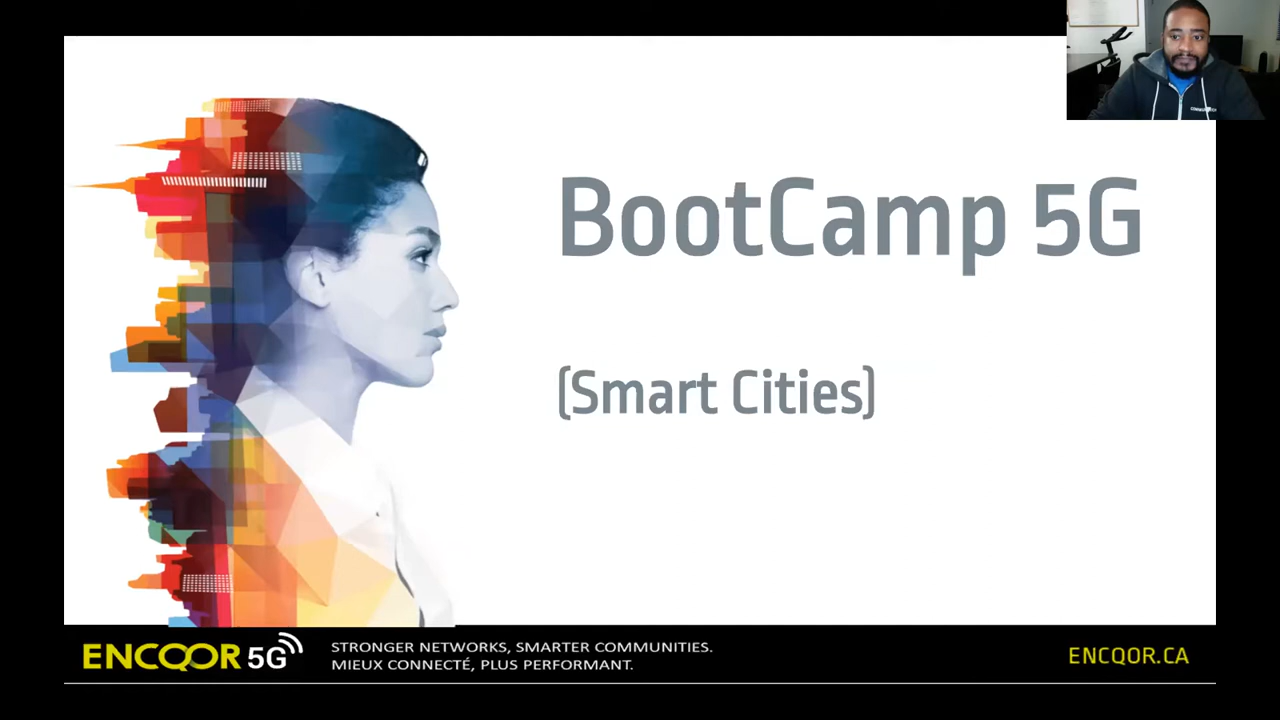 BootCamp 5G
(Smart Cities)
ENCQOR 5G
STRONGER NETWORKS, SMARTER COMMUNITIES.
MIEUX CONNECTÉ, PLUS PERFORMANT.
ENCQOR.CA